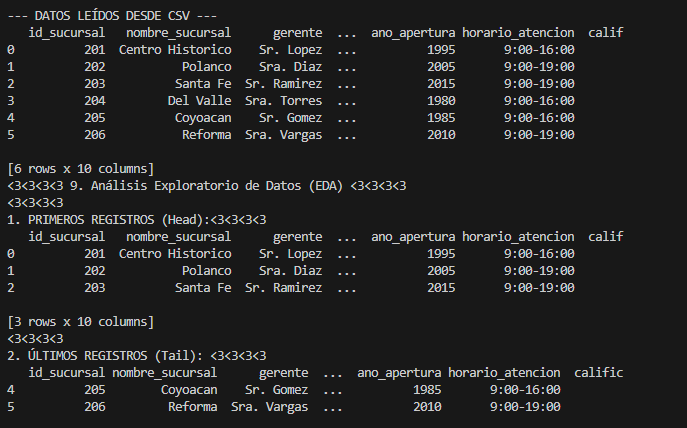 --- DATOS LEÍDOS DESDE CSV ---
id_sucursal nombre_sucursal gerente ... ano_apertura horario_atencion calif
0 201 Centro Historico Sr. Lopez ... 1995 9:00-16:00
1 202 Polanco Sra. Diaz ... 2005 9:00-19:00
2 203 Santa Fe Sr. Ramirez ... 2015 9:00-19:00
3 204 Del Valle Sra. Torres ... 1980 9:00-16:00
4 205 Coyoacan Sr. Gomez ... 1985 9:00-16:00
5 206 Reforma Sra. Vargas ... 2010 9:00-19:00
[6 rows x 10 columns]
<3<3<3<3 9. Análisis Exploratorio de Datos (EDA) <3<3<3<3
<3<3<3<3
1. PRIMEROS REGISTROS (Head):<3<3<3<3
id_sucursal nombre_sucursal gerente ... ano_apertura horario_atencion calif
0 201 Centro Historico Sr. Lopez ... 1995 9:00-16:00
1 202 Polanco Sra. Diaz ... 2005 9:00-19:00
2 203 Santa Fe Sr. Ramirez ... 2015 9:00-19:00
[3 rows x 10 columns]
<3<3<3<3
2. ÚLTIMOS REGISTROS (Tail): <3<3<3<3
id_sucursal nombre_sucursal gerente ... ano_apertura horario_atencion calific
4 205 Coyoacan Sr. Gomez ... 1985 9:00-16:00
5 206 Reforma Sra. Vargas ... 2010 9:00-19:00